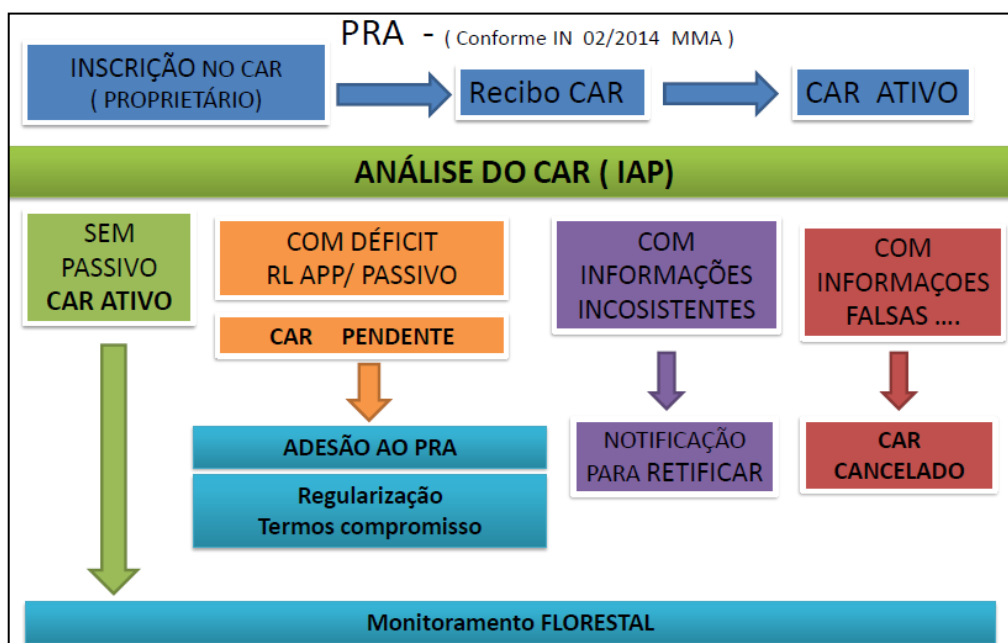 PRA - ( Conforme IN 02/2014 MMA )
INSCRIÇÃO NO CAR
( PROPRIETÁRIO)
Recibo CAR
CAR ATIVO
ANÁLISE DO CAR ( IAP)
SEM
PASSIVO
CAR ATIVO
COM DÉFICIT
RL APP/ PASSIVO
CAR PENDENTE
ADESÃO AO PRA
Regularização
Termos compromisso
COM
INFORMAÇÕES
INCOSISTENTES
NOTIFICAÇÃO
PARA RETIFICAR
COM
INFORMAÇOES
FALSAS ....
CAR
CANCELADO
Monitoramento FLORESTAL